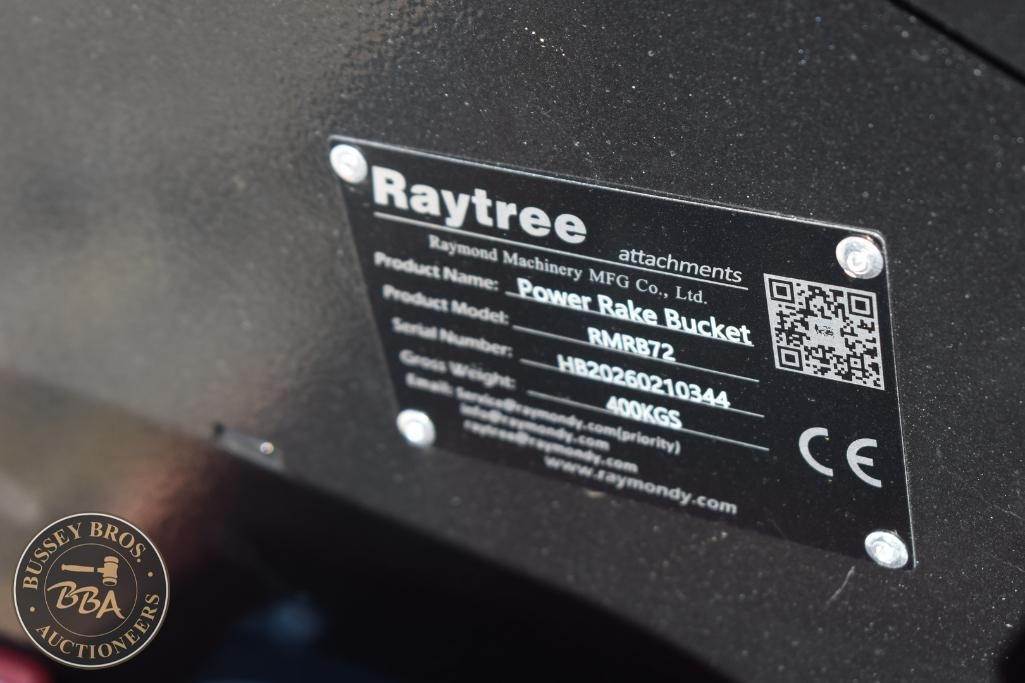 Raytree
attachments
Raymond Machinery MFG Co., Ltd.
Product Name: Power Rake Bucket
Product Model: RMRB72
Serial Number: HB20260210344
Gross Weight: 400KGS
Email: Service@raymondy.com(priority)
info@raymondy.com
raytree@raymondy.com
www.raymondy.com
CE
BUSSEY BROS.
BBA
AUCTIONEERS